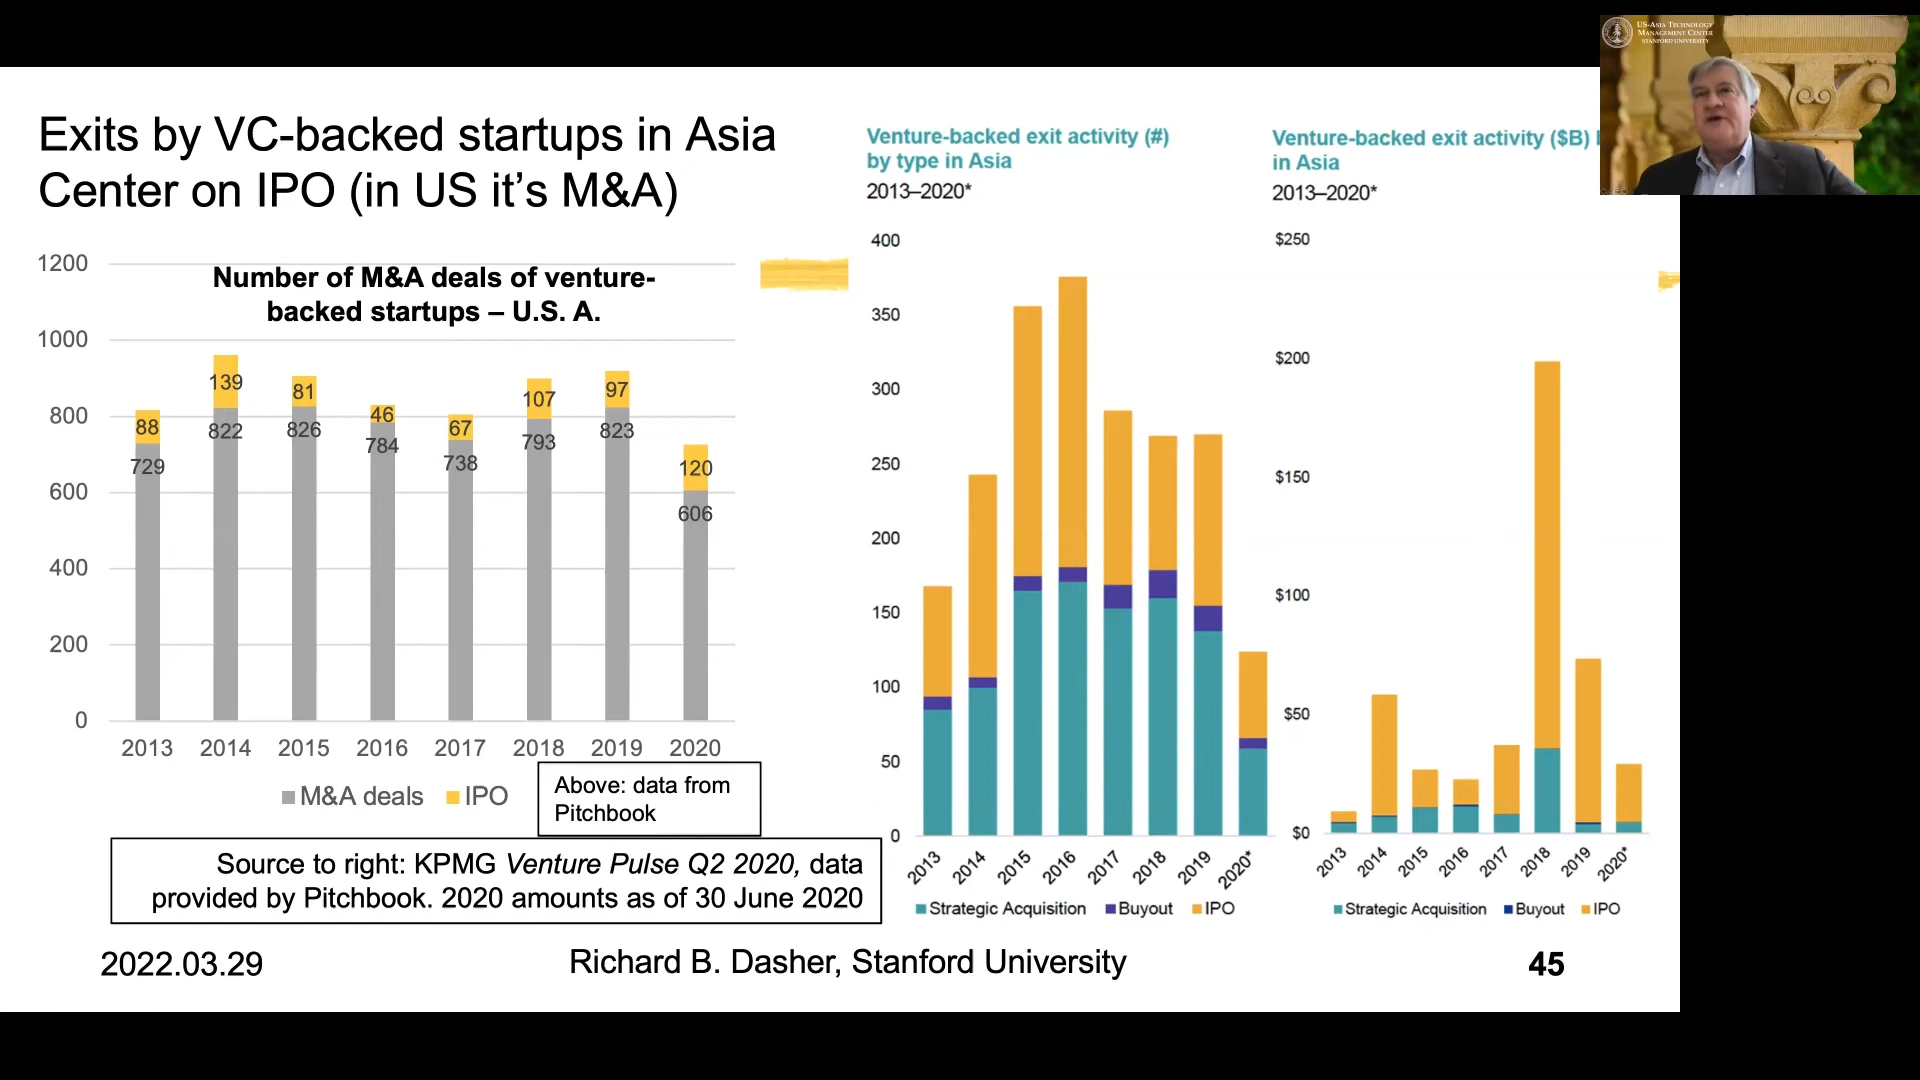 US-ASIA TECHNOLOGY
MANAGEMENT CENTER
STANFORD UNIVERSITY
Exits by VC-backed startups in Asia
Center on IPO (in US it’s M&A)
Number of M&A deals of venture-
backed startups – U.S. A.
1200
1000
800
600
400
200
0
88
139
81
46
67
107
97
120
729
822
826
784
738
793
823
606
2013 2014 2015 2016 2017 2018 2019 2020
M&A deals IPO
Above: data from
Pitchbook
Source to right: KPMG Venture Pulse Q2 2020, data
provided by Pitchbook. 2020 amounts as of 30 June 2020
Venture-backed exit activity (#)
by type in Asia
2013–2020*
400
350
300
250
200
150
100
50
0
2013 2014 2015 2016 2017 2018 2019 2020*
Strategic Acquisition Buyout IPO
Venture-backed exit activity ($B)
in Asia
2013–2020*
$250
$200
$150
$100
$50
$0
2013 2014 2015 2016 2017 2018 2019 2020*
Strategic Acquisition Buyout IPO
2022.03.29
Richard B. Dasher, Stanford University
45